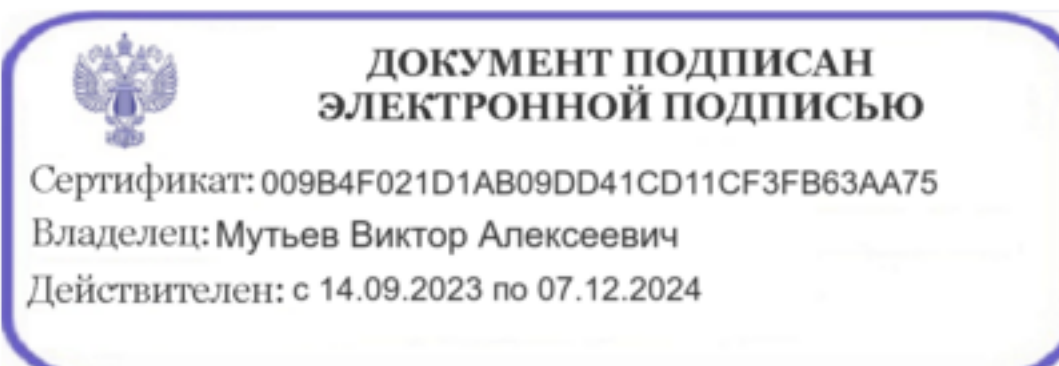 ДОКУМЕНТ ПОДПИСАН
ЭЛЕКТРОННОЙ ПОДПИСЬЮ
Сертификат: 009B4F021D1AB09DD41CD11CF3FB63AA75
Владелец: Мутьев Виктор Алексеевич
Действителен: с 14.09.2023 по 07.12.2024